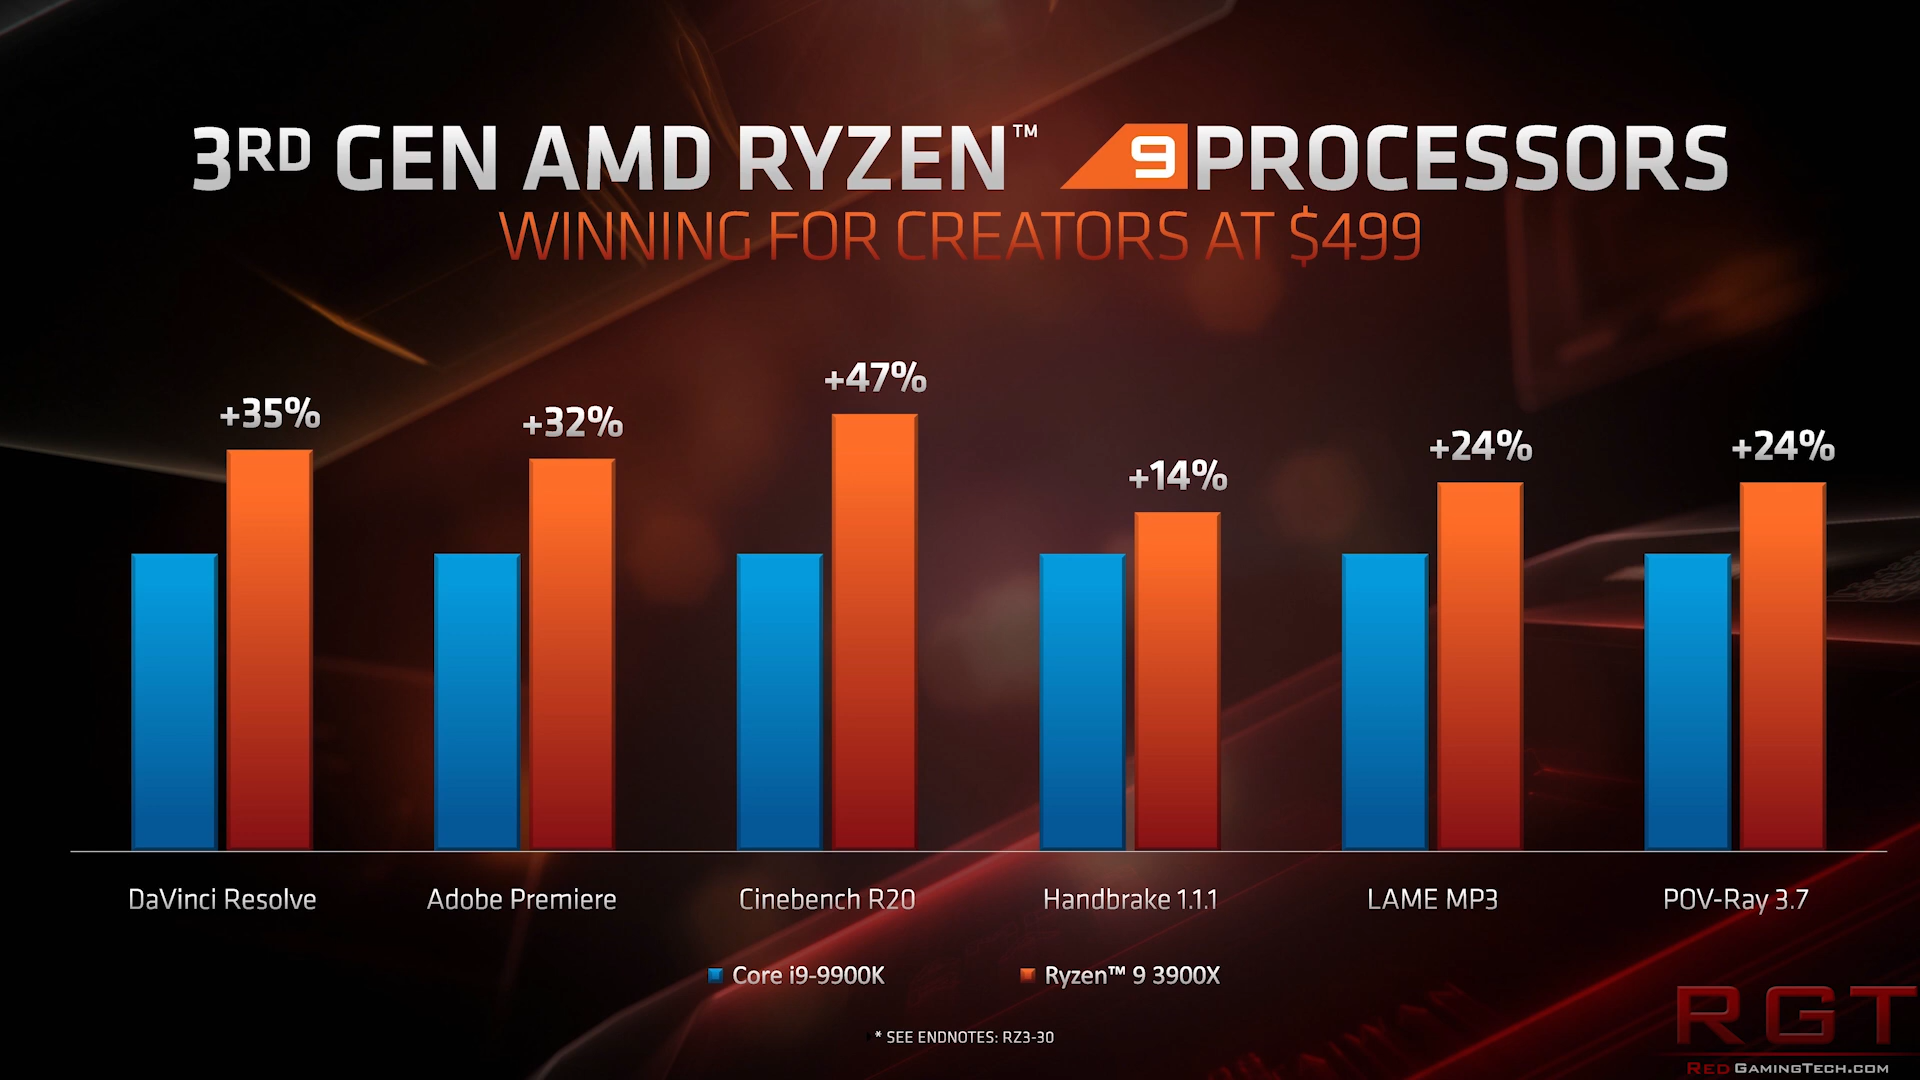 3RD GEN AMD RYZEN™ 9 PROCESSORS
WINNING FOR CREATORS AT $499
+35%
+32%
+47%
+14%
+24%
+24%
DaVinci Resolve
Adobe Premiere
Cinebench R20
Handbrake 1.1.1
LAME MP3
POV-Ray 3.7
Core i9-9900K
Ryzen™ 9 3900X
* SEE ENDNOTES: RZ3-30
RGT
REDGAMINGTECH.COM